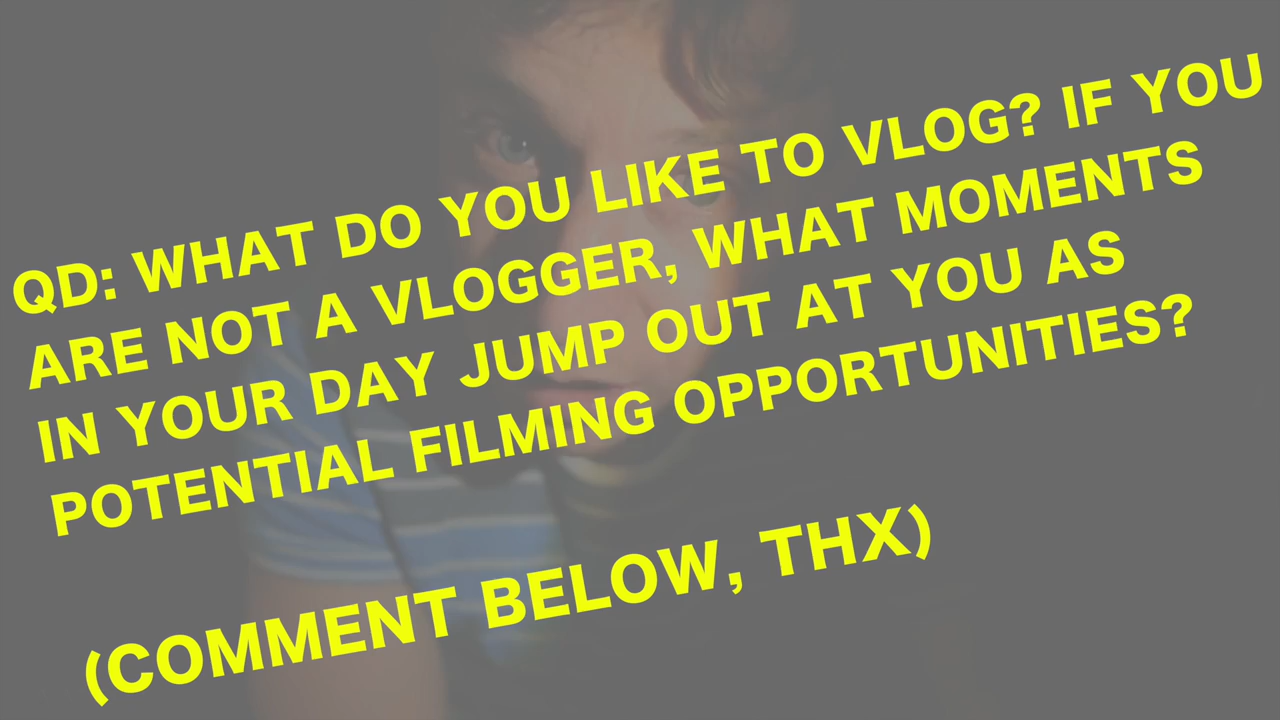 QD: WHAT DO YOU LIKE TO VLOG? IF YOU
ARE NOT A VLOGGER, WHAT MOMENTS
IN YOUR DAY JUMP OUT AT YOU AS
POTENTIAL FILMING OPPORTUNITIES?
(COMMENT BELOW, THX)